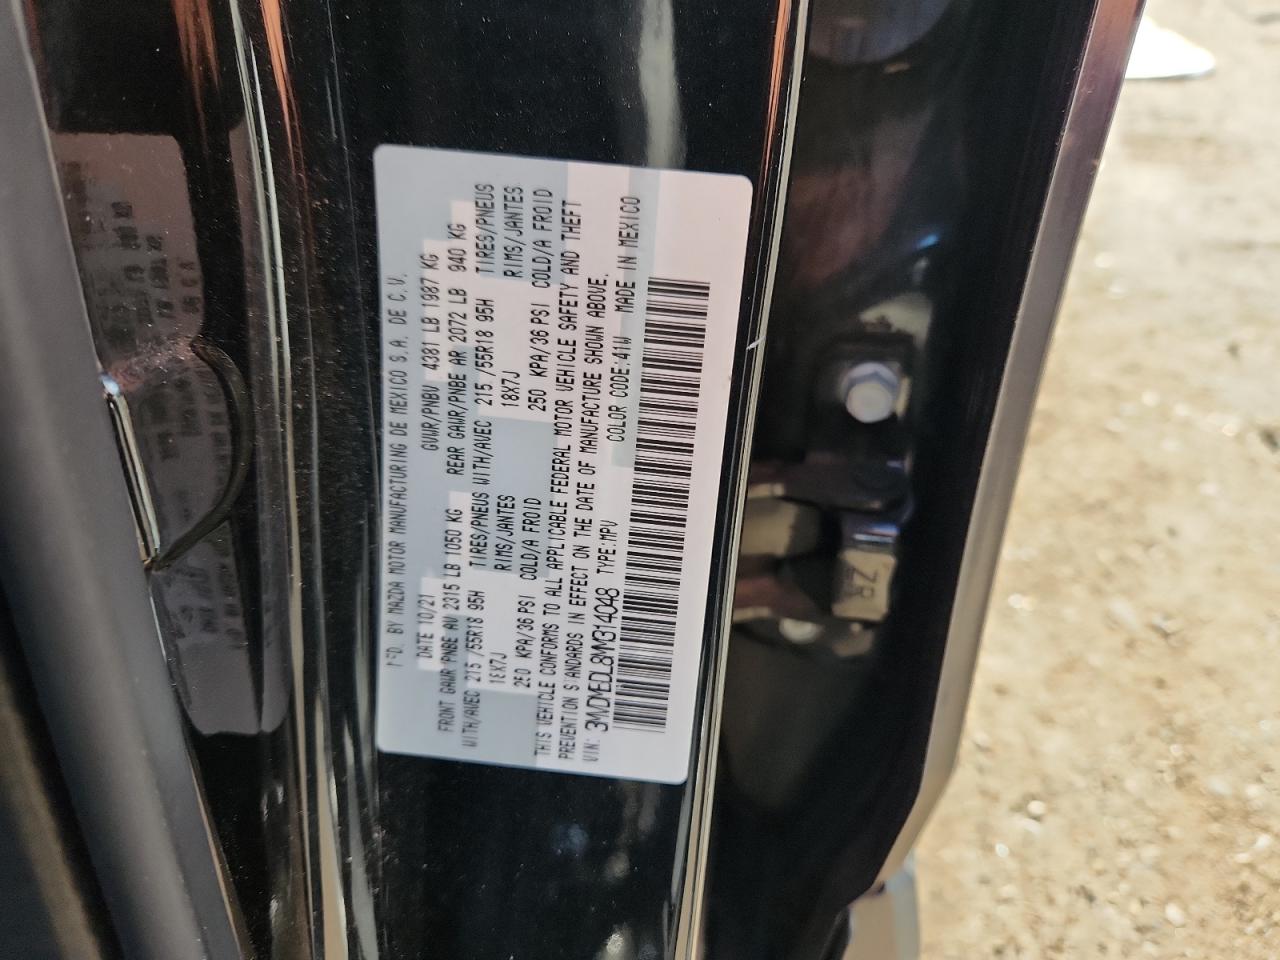 MFD. BY MAZDA MOTOR MANUFACTURING DE MEXICO S.A. DE C.V.
DATE 10/21 GVWR/PNBV 4381 LB 1987 KG
FRONT GAWR/PNBE AV 2315 LB 1050 KG REAR GAWR/PNBE AR 2072 LB 940 KG
WITH/AVEC 215/55R18 95H TIRES/PNEUS WITH/AVEC 215/55R18 95H TIRES/PNEUS
18X7J RIMS/JANTES 18X7J RIMS/JANTES
250 KPA/36 PSI COLD/A FROID 250 KPA/36 PSI COLD/A FROID
THIS VEHICLE CONFORMS TO ALL APPLICABLE FEDERAL MOTOR VEHICLE SAFETY AND THEFT
PREVENTION STANDARDS IN EFFECT ON THE DATE OF MANUFACTURE SHOWN ABOVE.
VIN: 3MVDMBDL8NM314048 TYPE:MPV COLOR CODE:41W MADE IN MEXICO